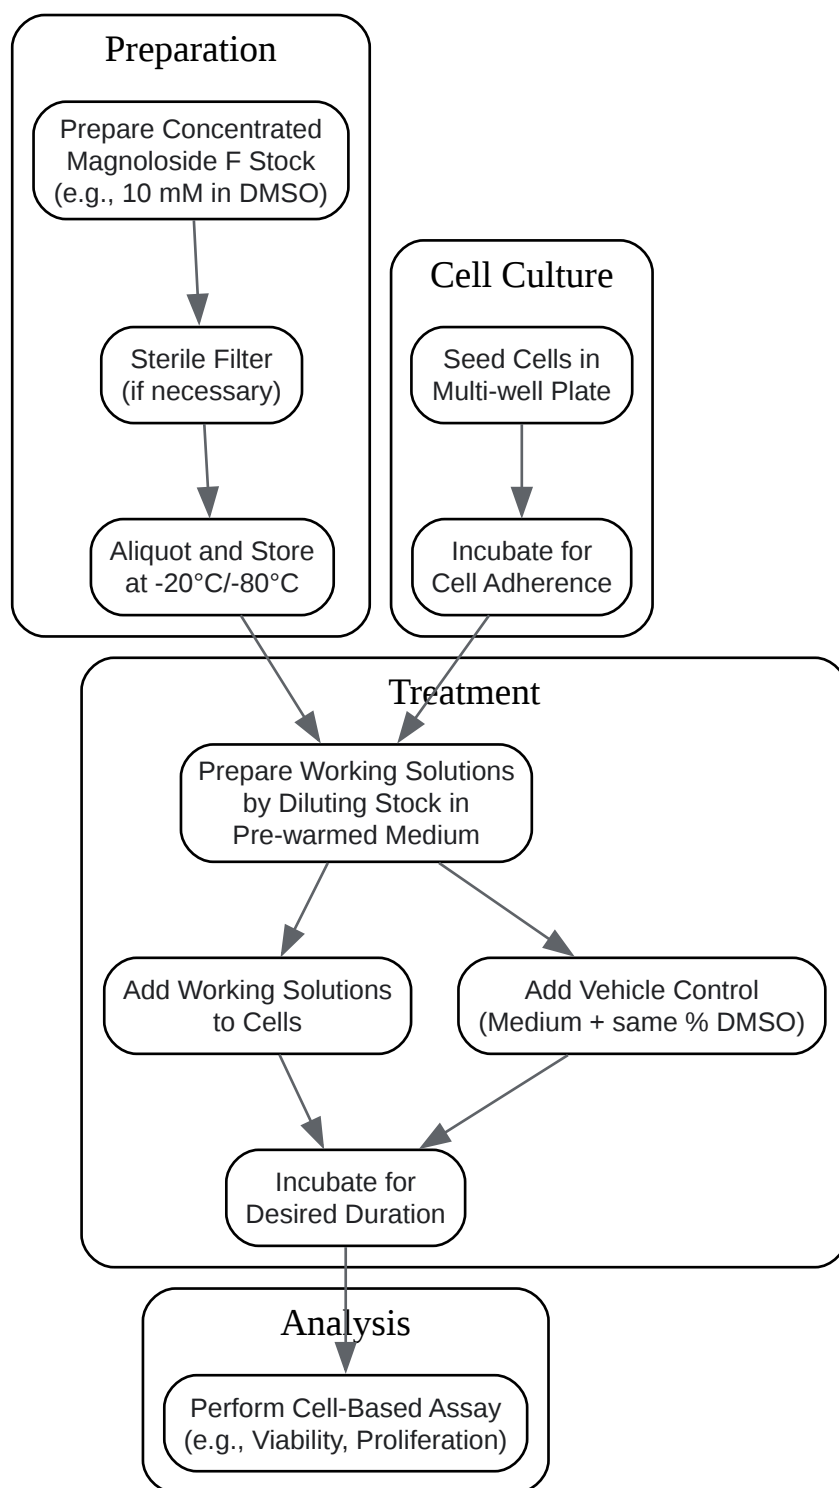 Preparation
Prepare Concentrated
Magnoloside F Stock
(e.g., 10 mM in DMSO)
Sterile Filter
(if necessary)
Aliquot and Store
at -20°C/-80°C
Cell Culture
Seed Cells in
Multi-well Plate
Incubate for
Cell Adherence
Treatment
Prepare Working Solutions
by Diluting Stock in
Pre-warmed Medium
Add Working Solutions
to Cells
Add Vehicle Control
(Medium + same % DMSO)
Incubate for
Desired Duration
Analysis
Perform Cell-Based Assay
(e.g., Viability, Proliferation)